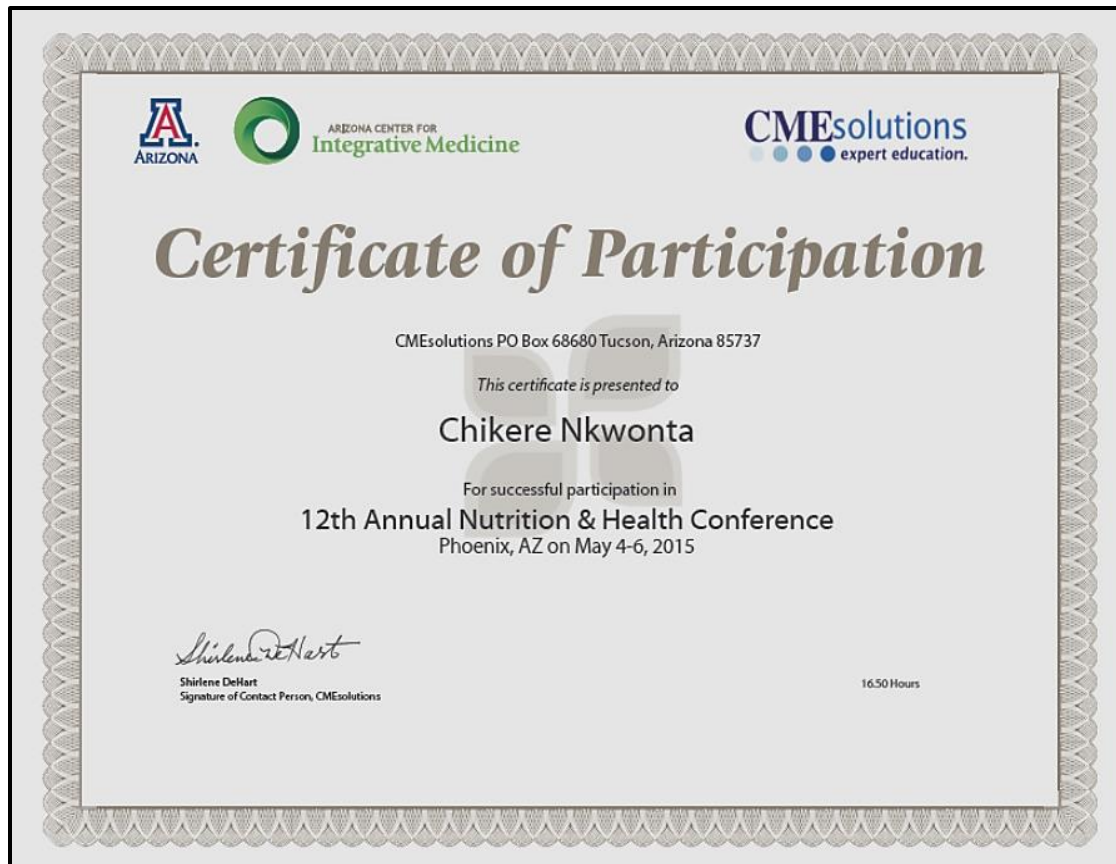 ARIZONA
ARIZONA CENTER FOR
Integrative Medicine
CMEsolutions
expert education.
Certificate of Participation
CMEsolutions PO Box 68680 Tucson, Arizona 85737
This certificate is presented to
Chikere Nkwonta
For successful participation in
12th Annual Nutrition & Health Conference
Phoenix, AZ on May 4-6, 2015
Shirlene DeHart
Shirlene DeHart
Signature of Contact Person, CMEsolutions
16.50 Hours